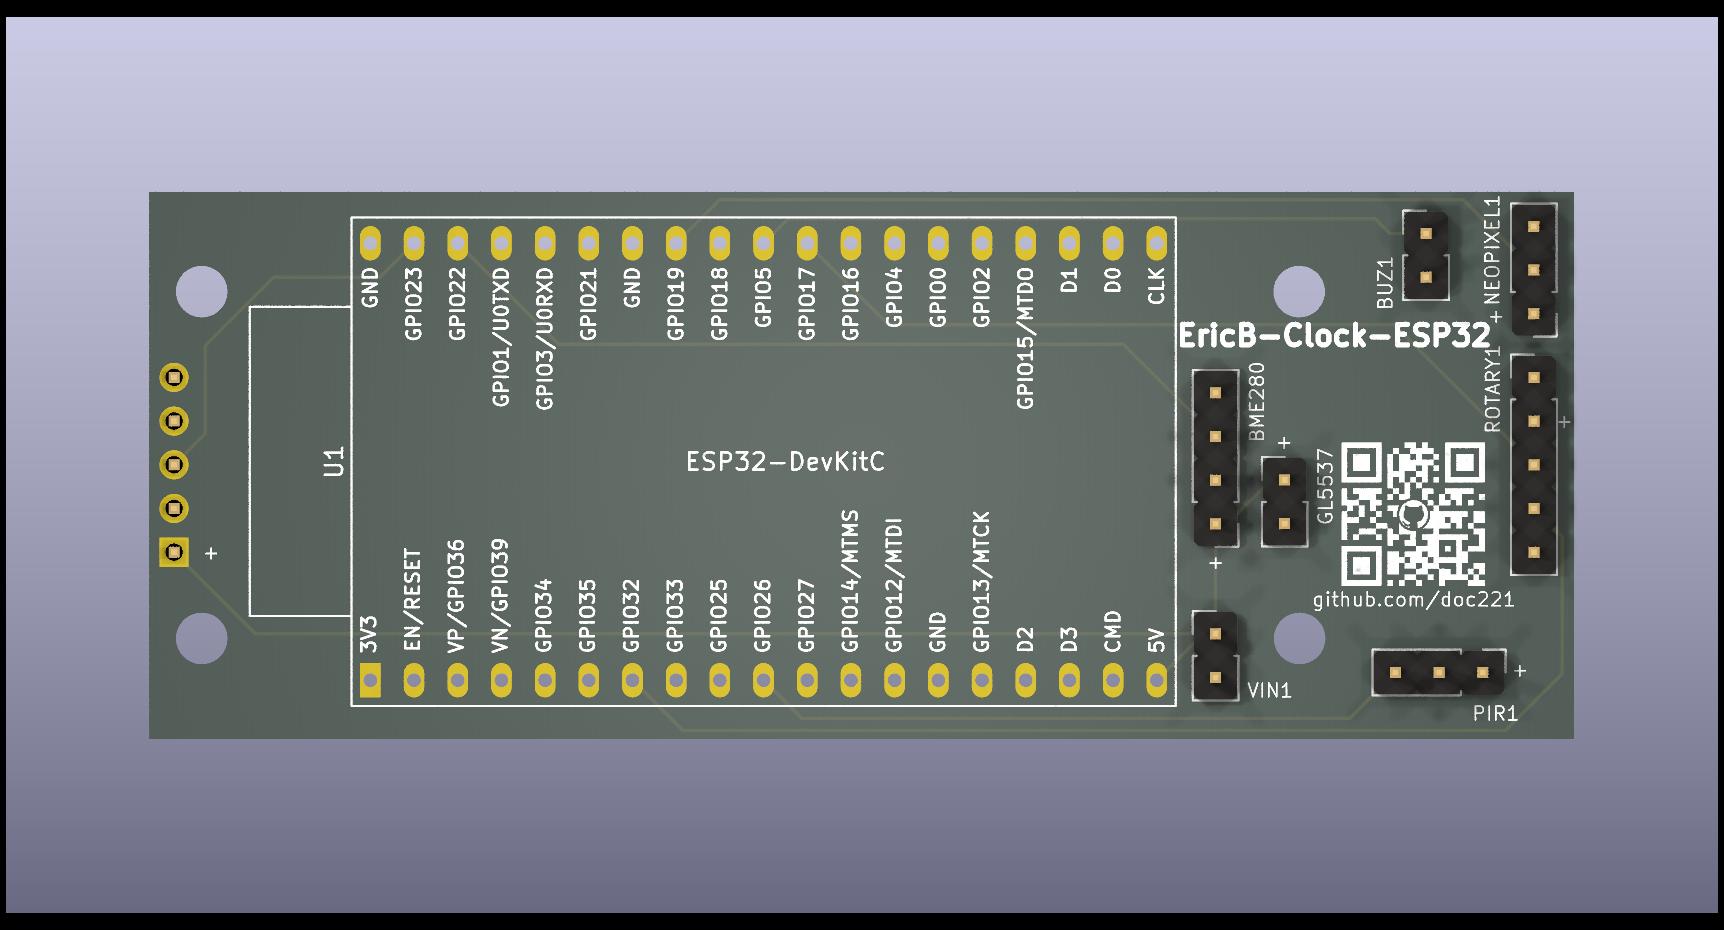 GND
GPIO23
GPIO22
GPIO1/U0TXD
GPIO3/U0RXD
GPIO21
GND
GPIO19
GPIO18
GPIO5
GPIO17
GPIO16
GPIO4
GPIO0
GPIO2
GPIO15/MTDO
D1
D0
CLK
BUZ1
+ NEOPIXEL1
EricB-Clock-ESP32
ROTARY1
+
BME280
+
GL5537
+
U1
ESP32-DevKitC
+
github.com/doc221
3V3
EN/RESET
VP/GPIO36
VN/GPIO39
GPIO34
GPIO35
GPIO32
GPIO33
GPIO25
GPIO26
GPIO27
GPIO14/MTMS
GPIO12/MTDI
GND
GPIO13/MTCK
D2
D3
CMD
5V
VIN1
+
PIR1